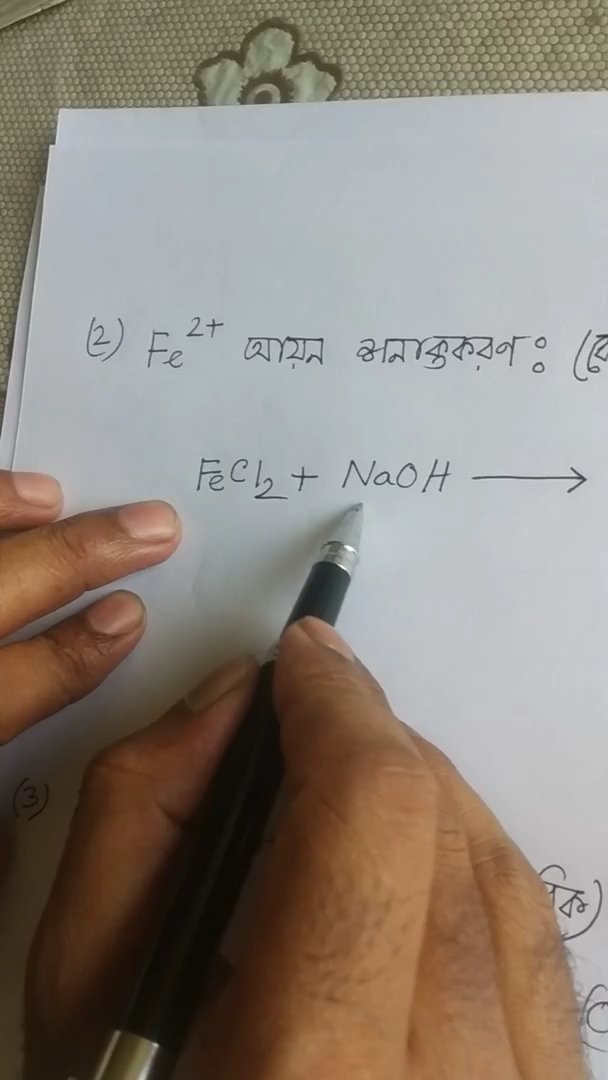 (2) Fe²⁺ আয়ন শনাক্তকরণ : (
FeCl₂ + NaOH ⟶
(3)